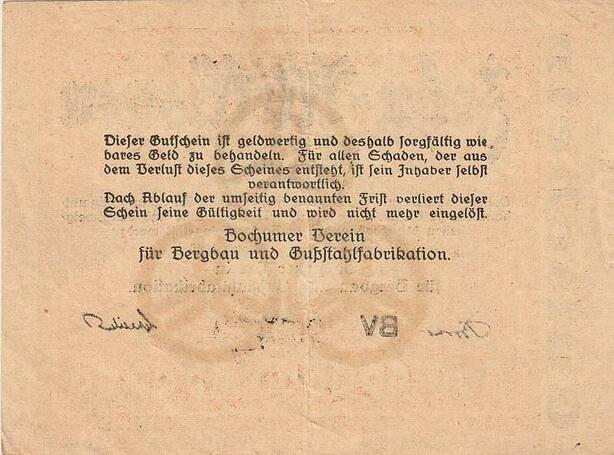 Dieser Gutschein ist geldwertig und deshalb sorgfältig wie
bares Geld zu behandeln. Für allen Schaden, der aus
dem Verlust dieses Scheines entsteht, ist sein Inhaber selbst
verantwortlich.
Nach Ablauf der umseitig benannten Frist verliert dieser
Schein seine Gültigkeit und wird nicht mehr eingelöst.
Bochumer Verein
für Bergbau und Gußstahlfabrikation.
BV